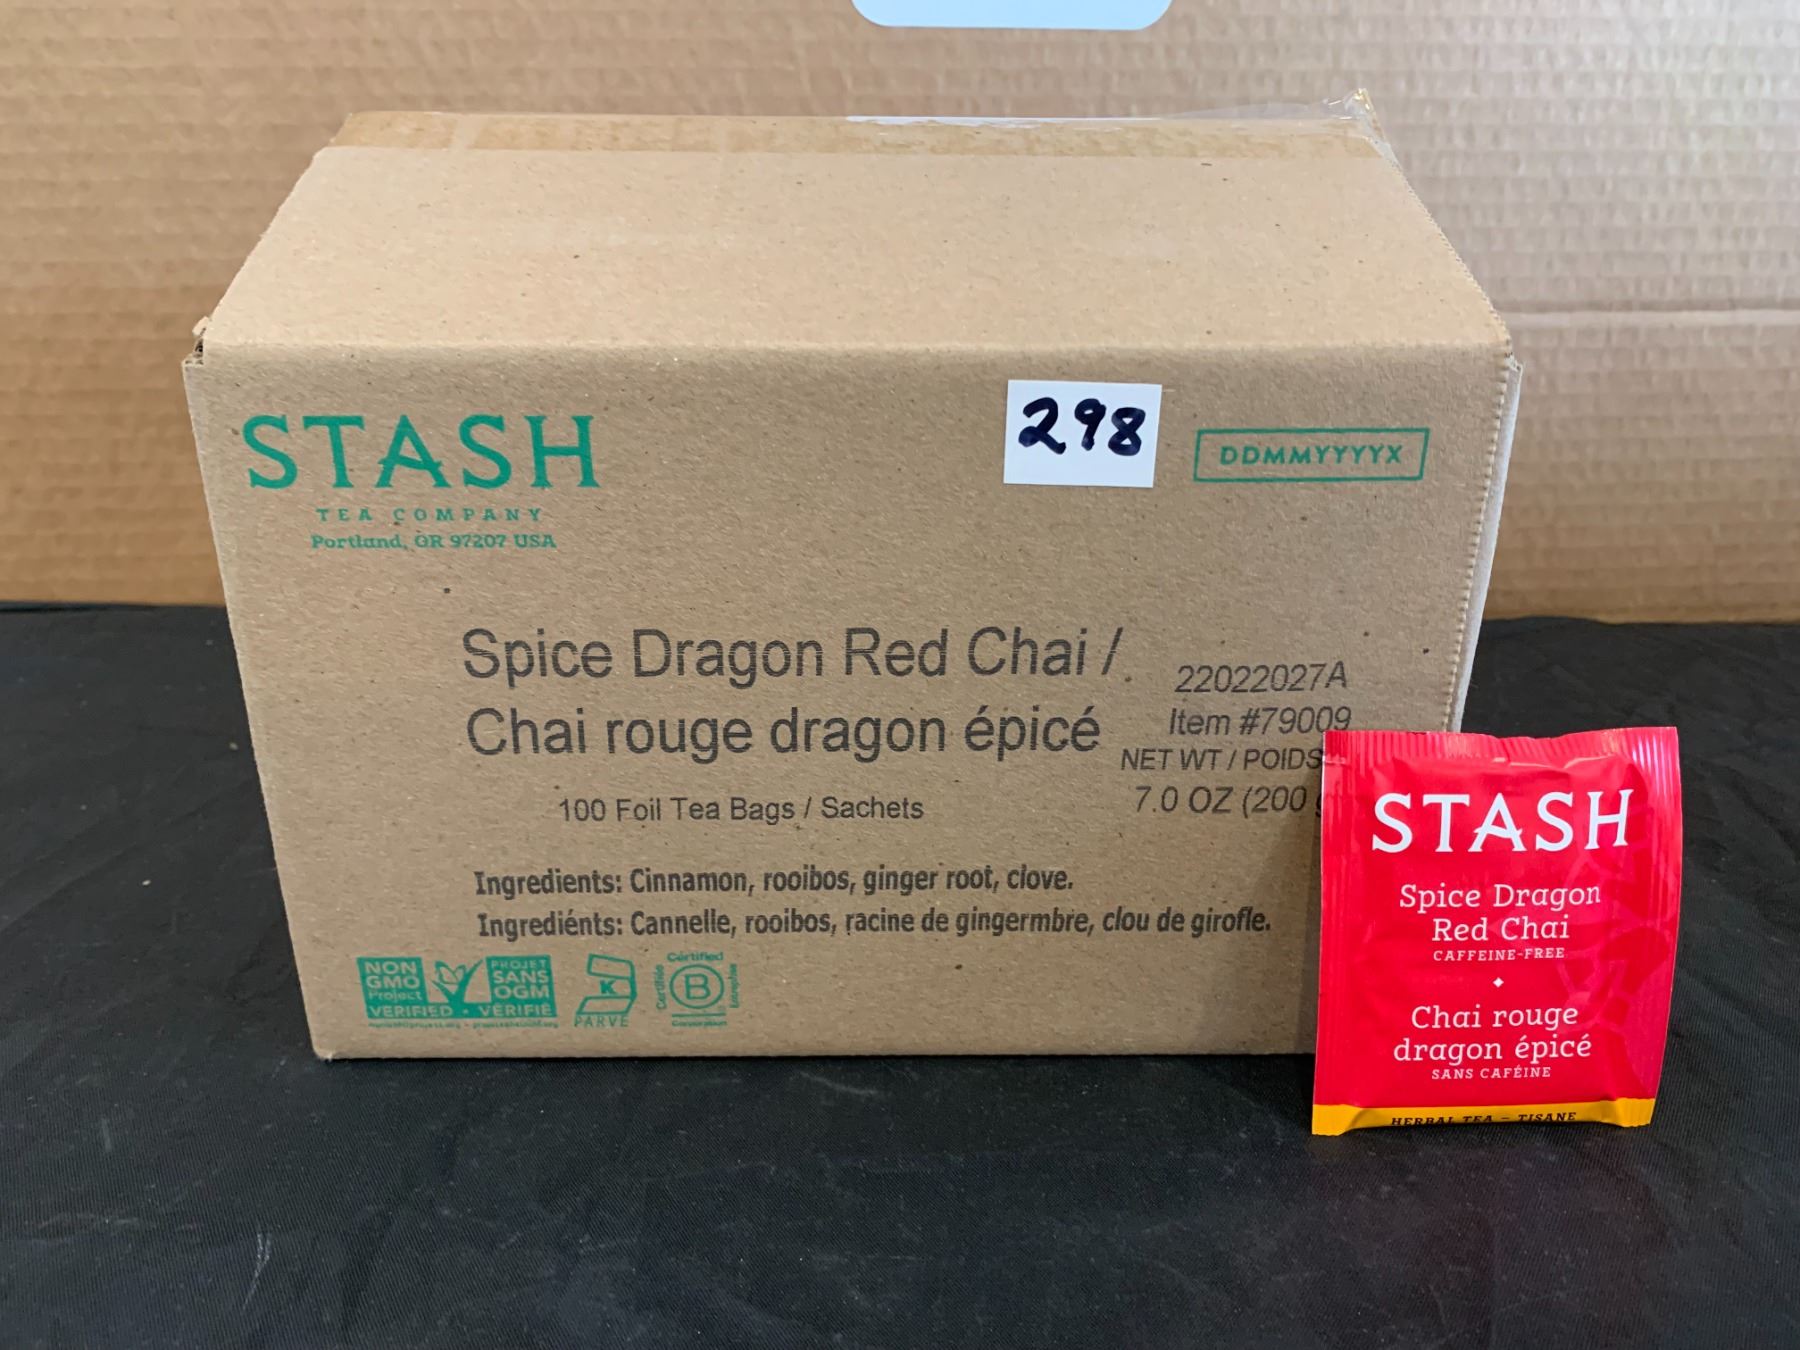 STASH
TEA COMPANY
Portland, OR 97207 USA
298
DDMMYYYYX
Spice Dragon Red Chai /
Chai rouge dragon épicé
100 Foil Tea Bags / Sachets
22022027A
Item #79009
NET WT / POIDS
7.0 OZ (200
Ingredients: Cinnamon, rooibos, ginger root, clove.
Ingrediénts: Cannelle, rooibos, racine de gingermbre, clou de girofle.
NON
GMO
Project
VERIFIED • VÉRIFIÉ
PROJET
SANS
OGM
K
PARVE
Certified
B
Corporation
Certifiée
Entreprise
STASH
Spice Dragon
Red Chai
CAFFEINE-FREE
Chai rouge
dragon épicé
SANS CAFÉINE
HERBAL TEA – TISANE